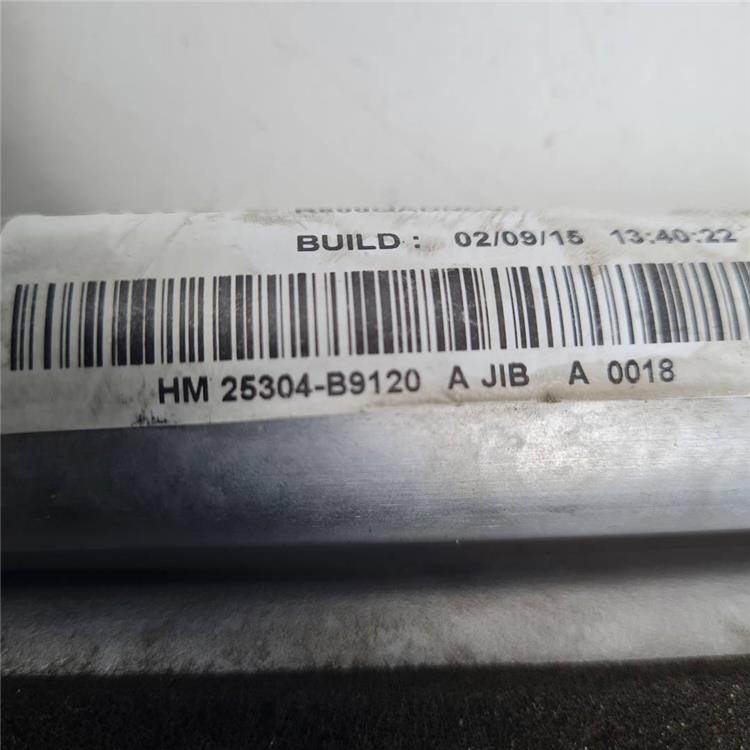 BUILD : 02/09/15 13:40:22
HM 25304-B9120 A JIB A 0018